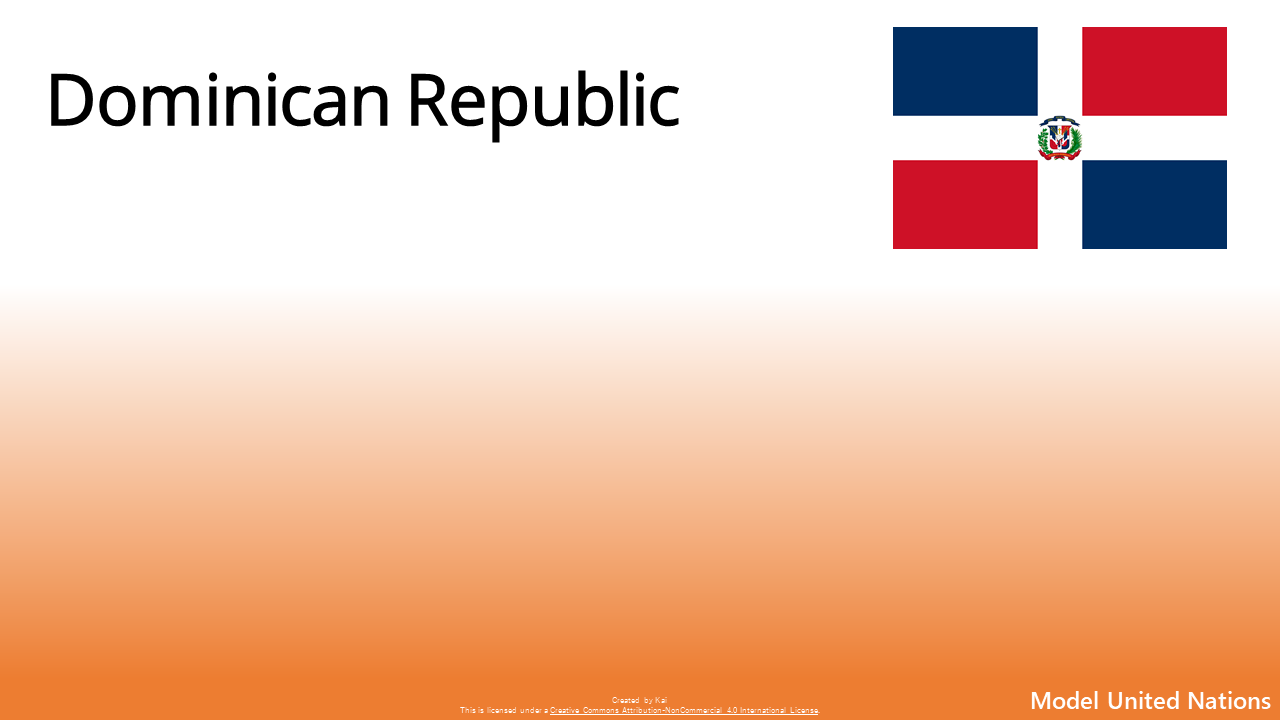 Dominican Republic
Created by Kai
This is licensed under a Creative Commons Attribution-NonCommercial 4.0 International License.
Model United Nations